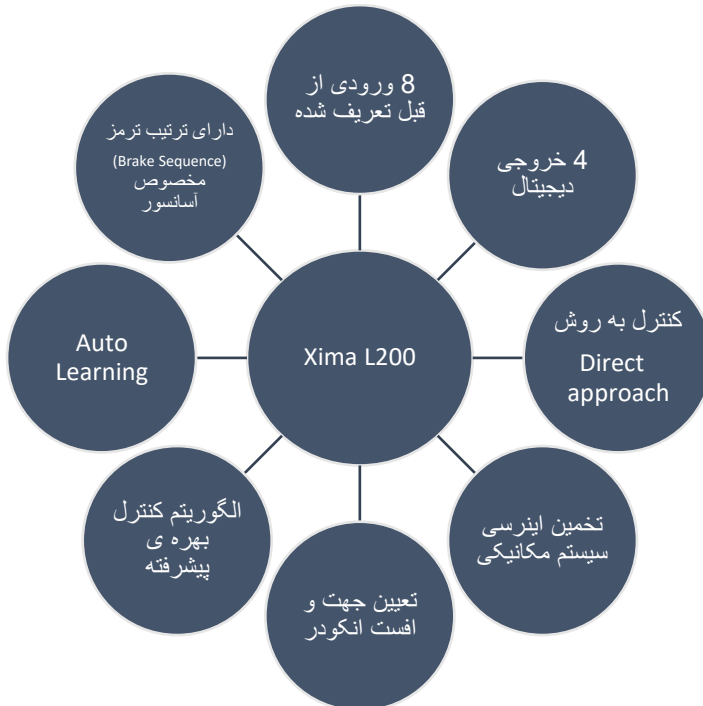 8 ورودی از
قبل تعریف شده
4 خروجی
دیجیتال
کنترل به روش
Direct
approach
تخمین اینرسی
سیستم مکانیکی
تعیین جهت و
افست انکودر
الگوریتم کنترل
بهره ی
پیشرفته
Auto
Learning
دارای ترتیب ترمز
(Brake Sequence)
مخصوص
آسانسور
Xima L200